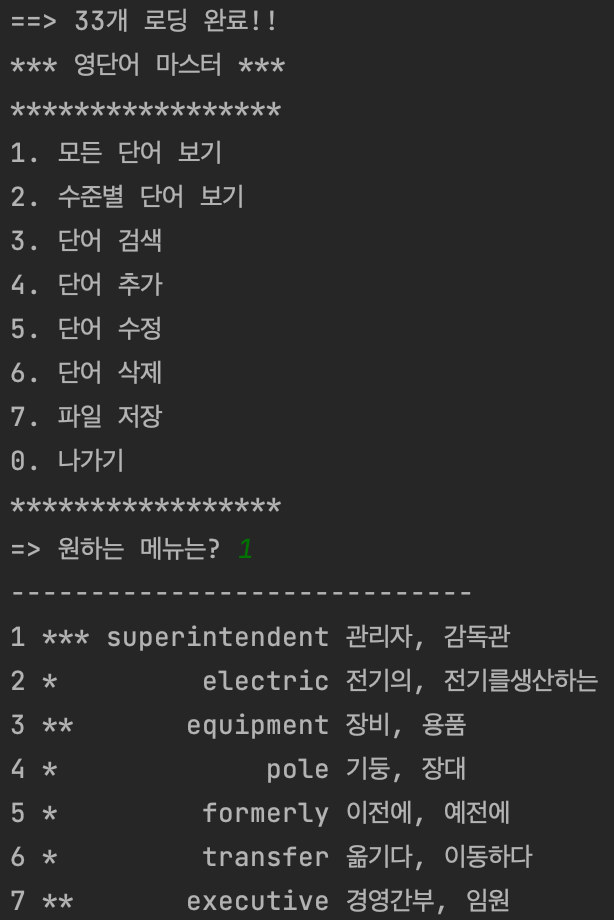 ==> 33개 로딩 완료!!
*** 영단어 마스터 ***
*****************
1. 모든 단어 보기
2. 수준별 단어 보기
3. 단어 검색
4. 단어 추가
5. 단어 수정
6. 단어 삭제
7. 파일 저장
0. 나가기
*****************
=> 원하는 메뉴는? 1
-----------------------------
1 *** superintendent 관리자, 감독관
2 *         electric 전기의, 전기를생산하는
3 **       equipment 장비, 용품
4 *             pole 기둥, 장대
5 *         formerly 이전에, 예전에
6 *         transfer 옮기다, 이동하다
7 **       executive 경영간부, 임원